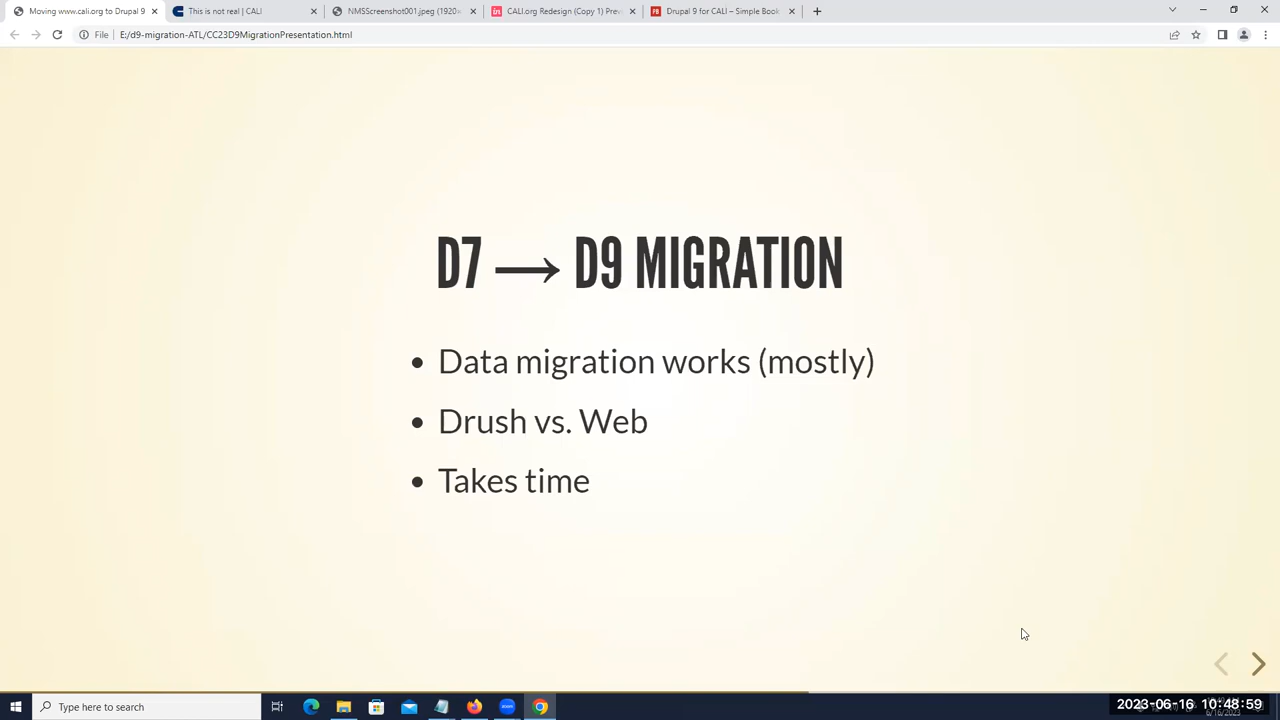 Moving www.cali.org to Drupal 9
This is not real | CALI
NMSScreenshot001.jpeg (1920×
CALI.org Redesign (Copy 1) Prev
Drupal 9 for CALI – Simple Book
File
E:/d9-migration-ATL/CC23D9MigrationPresentation.html
D7 → D9 MIGRATION
• Data migration works (mostly)
• Drush vs. Web
• Takes time
Type here to search
2023-06-16 10:48:59